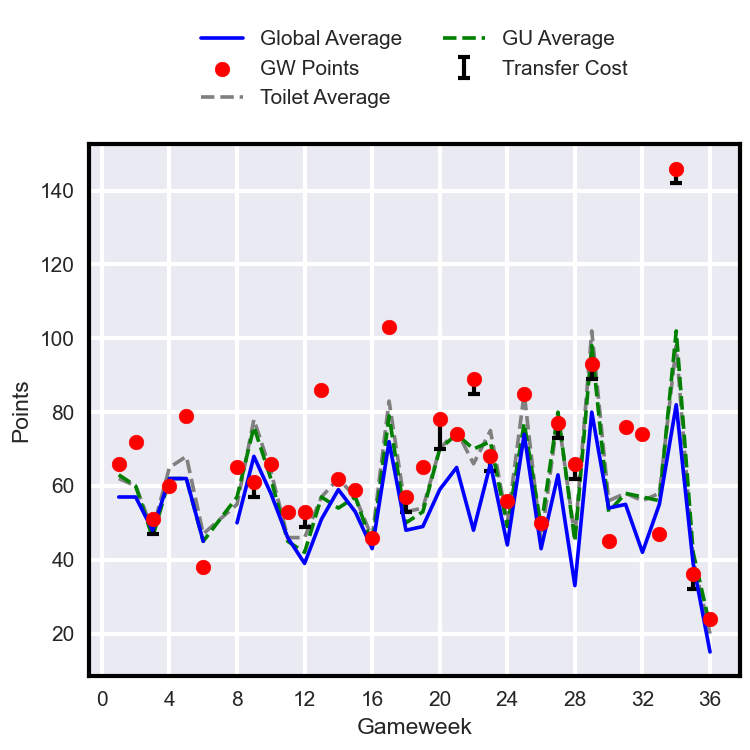 Global Average
GW Points
Toilet Average
GU Average
Transfer Cost
140
120
100
80
60
40
20
Points
0 4 8 12 16 20 24 28 32 36
Gameweek